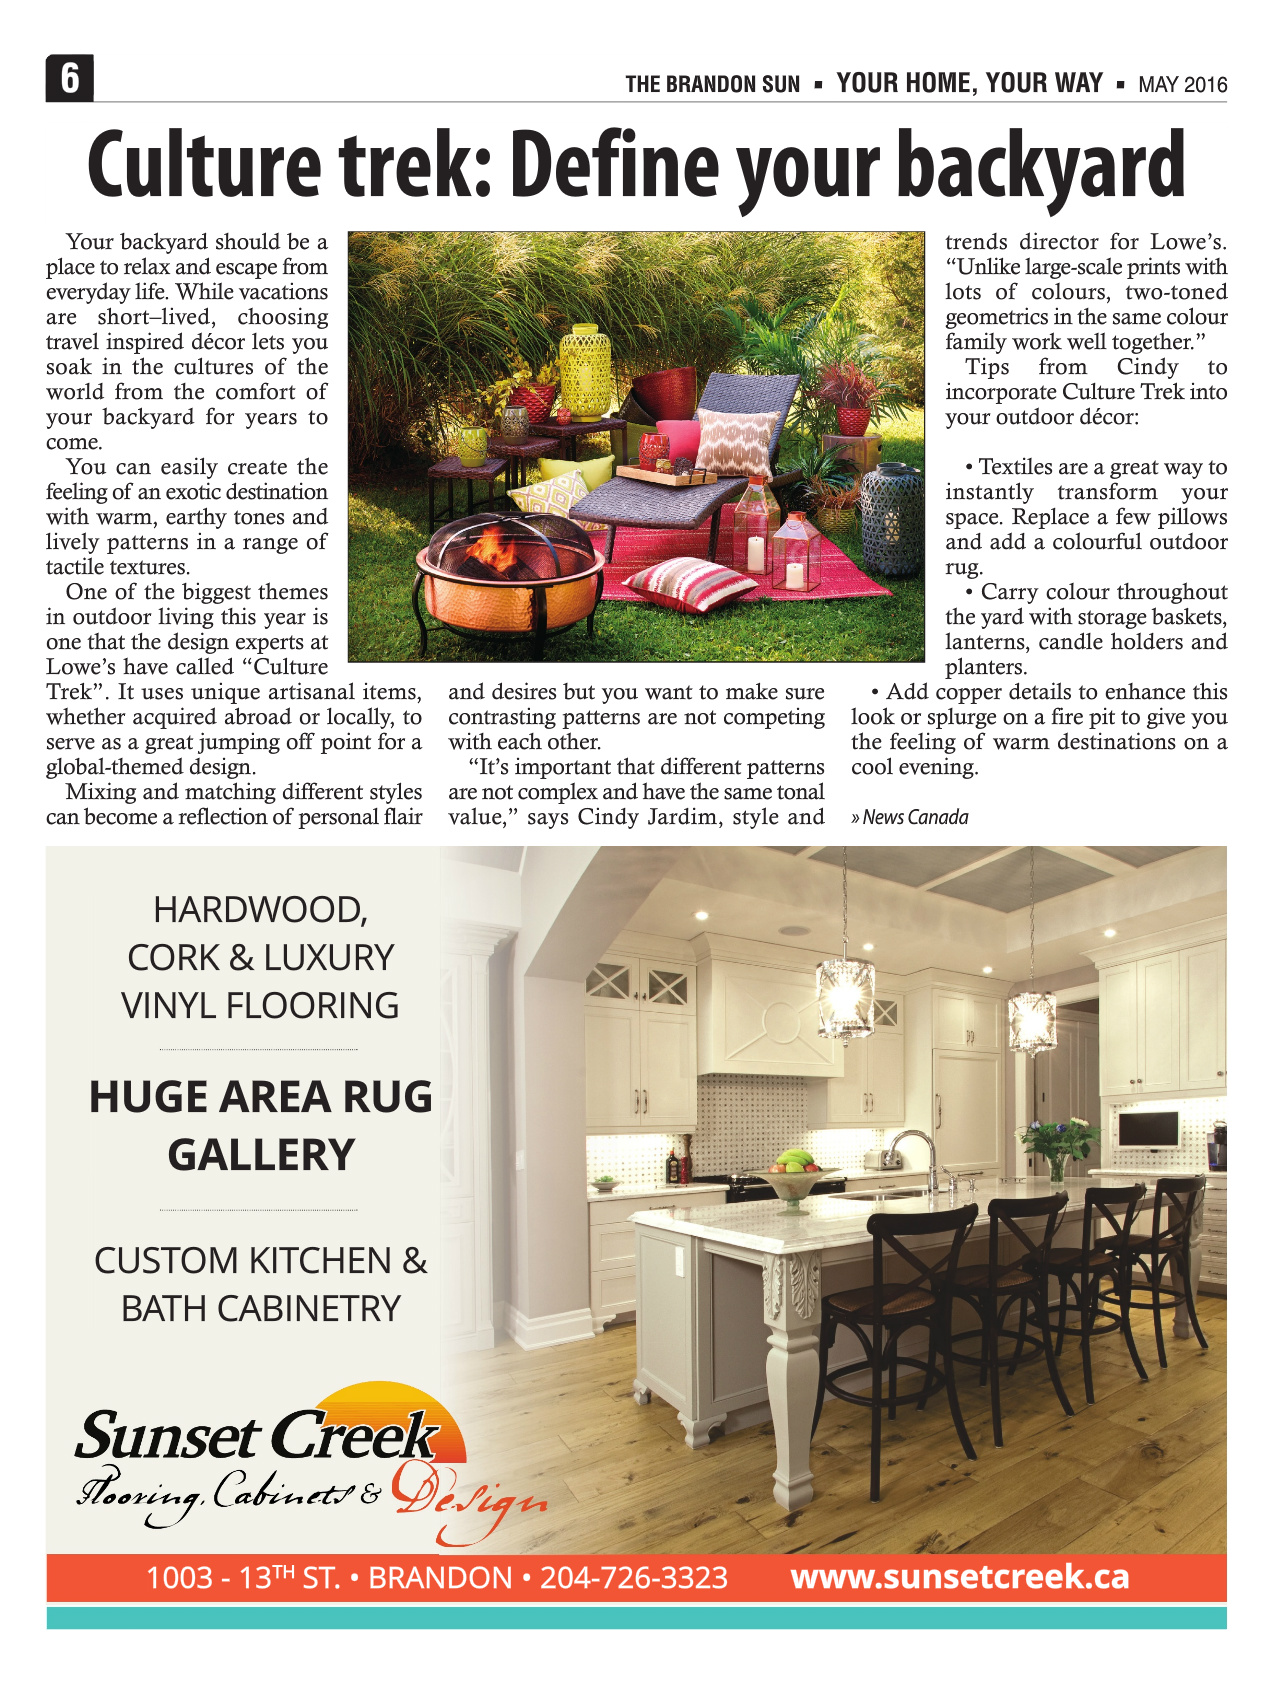 6
THE BRANDON SUN ▪ YOUR HOME, YOUR WAY ▪ MAY 2016
Culture trek: Define your backyard
Your backyard should be a
place to relax and escape from
everyday life. While vacations
are short–lived, choosing
travel inspired décor lets you
soak in the cultures of the
world from the comfort of
your backyard for years to
come.
You can easily create the
feeling of an exotic destination
with warm, earthy tones and
lively patterns in a range of
tactile textures.
One of the biggest themes
in outdoor living this year is
one that the design experts at
Lowe’s have called “Culture
Trek”. It uses unique artisanal items,
whether acquired abroad or locally, to
serve as a great jumping off point for a
global-themed design.
Mixing and matching different styles
can become a reflection of personal flair
and desires but you want to make sure
contrasting patterns are not competing
with each other.
“It’s important that different patterns
are not complex and have the same tonal
value,” says Cindy Jardim, style and
trends director for Lowe’s.
“Unlike large-scale prints with
lots of colours, two-toned
geometrics in the same colour
family work well together.”
Tips from Cindy to
incorporate Culture Trek into
your outdoor décor:
• Textiles are a great way to
instantly transform your
space. Replace a few pillows
and add a colourful outdoor
rug.
• Carry colour throughout
the yard with storage baskets,
lanterns, candle holders and
planters.
• Add copper details to enhance this
look or splurge on a fire pit to give you
the feeling of warm destinations on a
cool evening.
» News Canada
HARDWOOD,
CORK & LUXURY
VINYL FLOORING
HUGE AREA RUG
GALLERY
CUSTOM KITCHEN &
BATH CABINETRY
Sunset Creek
Flooring, Cabinets & Design
1003 - 13TH ST. • BRANDON • 204-726-3323 www.sunsetcreek.ca